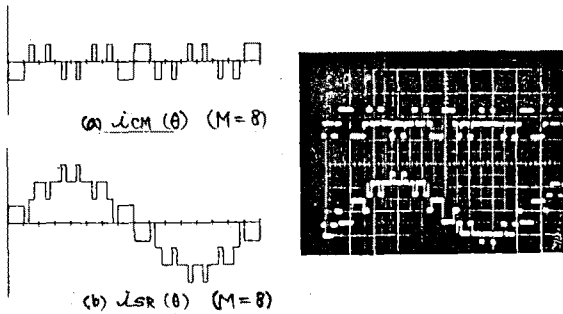 (a) iCM (θ) (M = 8)
(b) iSR (θ) (M = 8)